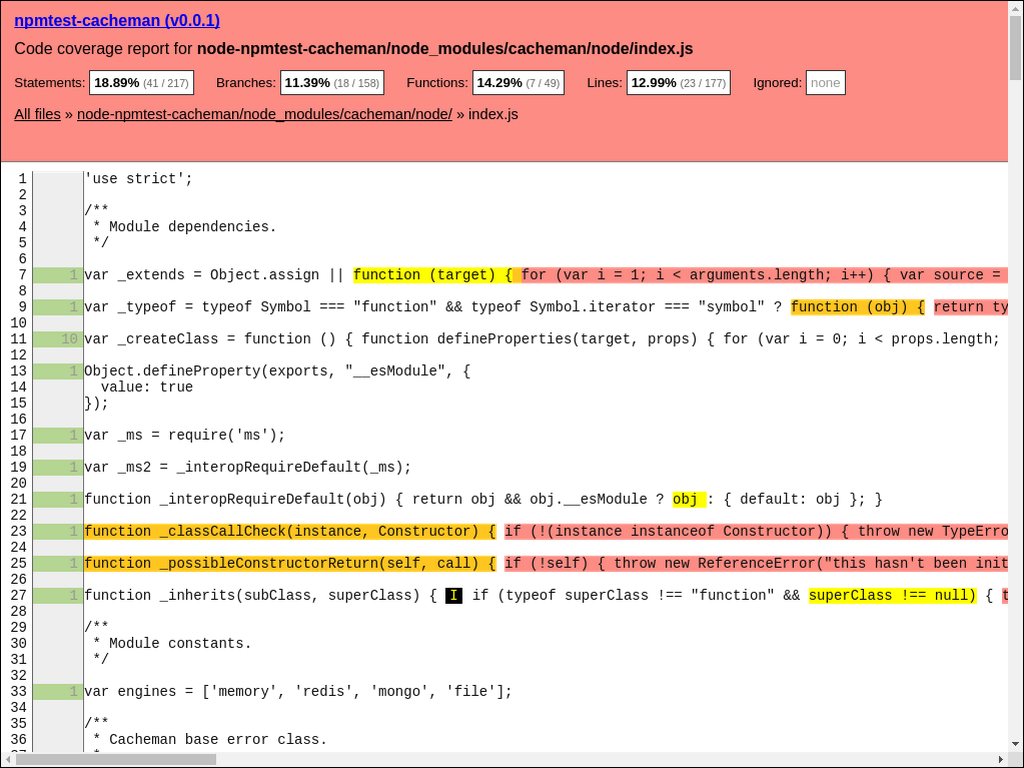 npmtest-cacheman (v0.0.1)
Code coverage report for node-npmtest-cacheman/node_modules/cacheman/node/index.js
Statements: 18.89% (41 / 217) Branches: 11.39% (18 / 158) Functions: 14.29% (7 / 49) Lines: 12.99% (23 / 177) Ignored: none
All files » node-npmtest-cacheman/node_modules/cacheman/node/ » index.js
1 'use strict';
2
3 /**
4 * Module dependencies.
5 */
6
7 1 var _extends = Object.assign || function (target) { for (var i = 1; i < arguments.length; i++) { var source =
8
9 1 var _typeof = typeof Symbol === "function" && typeof Symbol.iterator === "symbol" ? function (obj) { return ty
10
11 10 var _createClass = function () { function defineProperties(target, props) { for (var i = 0; i < props.length;
12
13 1 Object.defineProperty(exports, "__esModule", {
14 value: true
15 });
16
17 1 var _ms = require('ms');
18
19 1 var _ms2 = _interopRequireDefault(_ms);
20
21 1 function _interopRequireDefault(obj) { return obj && obj.__esModule ? obj : { default: obj }; }
22
23 1 function _classCallCheck(instance, Constructor) { if (!(instance instanceof Constructor)) { throw new TypeErro
24
25 1 function _possibleConstructorReturn(self, call) { if (!self) { throw new ReferenceError("this hasn't been init
26
27 1 function _inherits(subClass, superClass) { I if (typeof superClass !== "function" && superClass !== null) { t
28
29 /**
30 * Module constants.
31 */
32
33 1 var engines = ['memory', 'redis', 'mongo', 'file'];
34
35 /**
36 * Cacheman base error class.